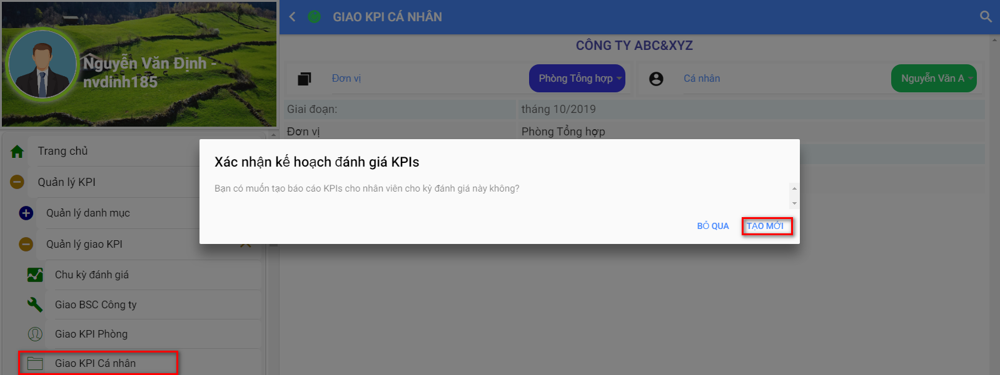 Nguyễn Văn Định -
nvdinh185
Trang chủ
Quản lý KPI
Quản lý danh mục
Quản lý giao KPI
Chu kỳ đánh giá
Giao BSC Công ty
Giao KPI Phòng
Giao KPI Cá nhân
GIAO KPI CÁ NHÂN
CÔNG TY ABC&XYZ
Đơn vị Phòng Tổng hợp Cá nhân Nguyễn Văn A
Giai đoạn: tháng 10/2019
Đơn vị Phòng Tổng hợp
Xác nhận kế hoạch đánh giá KPIs
Bạn có muốn tạo báo cáo KPIs cho nhân viên cho kỳ đánh giá này không?
BỎ QUA TẠO MỚI